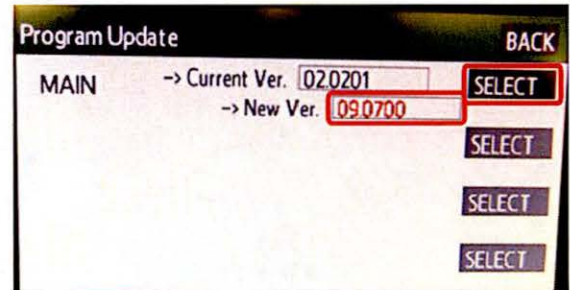 Program Update BACK
MAIN -> Current Ver. 02.0201 SELECT
-> New Ver. 09.0700
SELECT
SELECT
SELECT